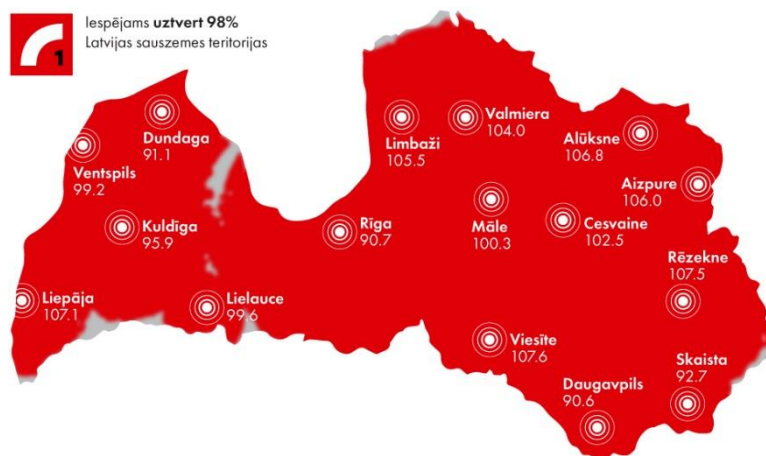 1
Iespējams uztvert 98%
Latvijas sauszemes teritorijas
Dundaga
91.1
Ventspils
99.2
Kuldīga
95.9
Liepāja
107.1
Lielauce
99.6
Rīga
90.7
Limbaži
105.5
Valmiera
104.0
Alūksne
106.8
Aizpure
106.0
Māle
100.3
Cesvaine
102.5
Rēzekne
107.5
Viesīte
107.6
Daugavpils
90.6
Skaista
92.7